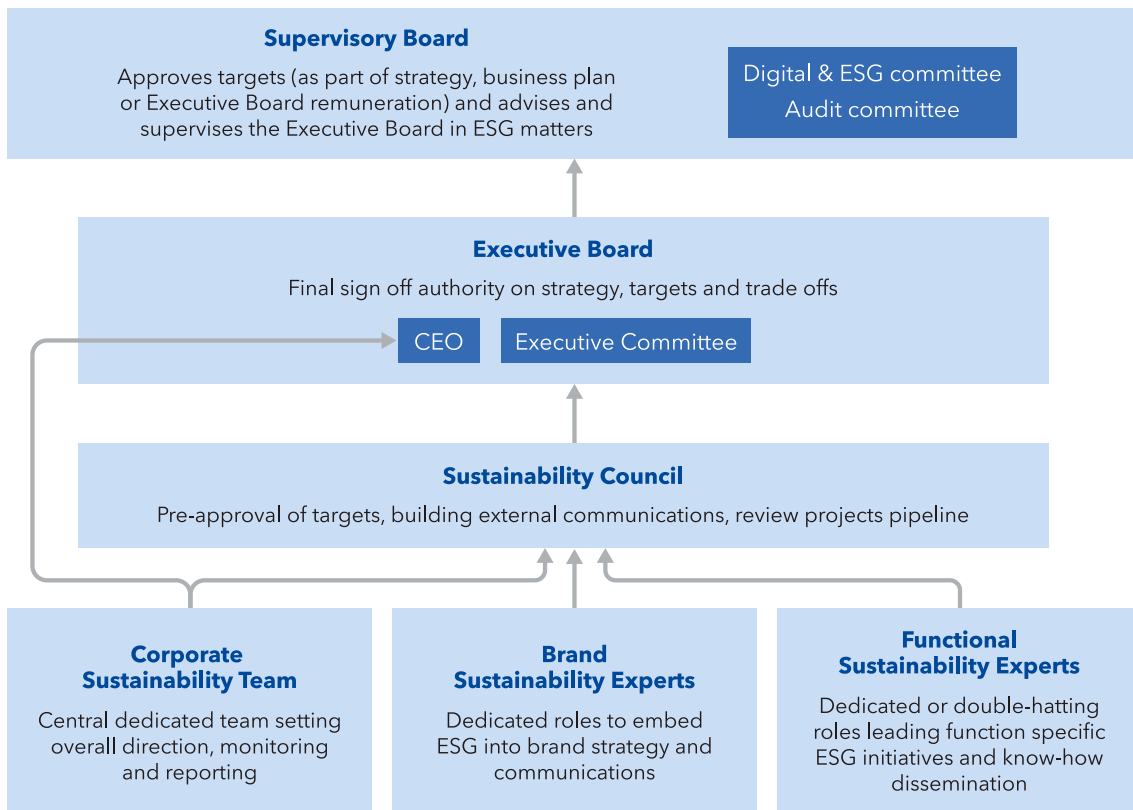 Supervisory Board
Approves targets (as part of strategy, business plan
or Executive Board remuneration) and advises and
supervises the Executive Board in ESG matters
Digital & ESG committee
Audit committee
Executive Board
Final sign off authority on strategy, targets and trade offs
CEO
Executive Committee
Sustainability Council
Pre-approval of targets, building external communications, review projects pipeline
Corporate
Sustainability Team
Central dedicated team setting
overall direction, monitoring
and reporting
Brand
Sustainability Experts
Dedicated roles to embed
ESG into brand strategy and
communications
Functional
Sustainability Experts
Dedicated or double-hatting
roles leading function specific
ESG initiatives and know-how
dissemination